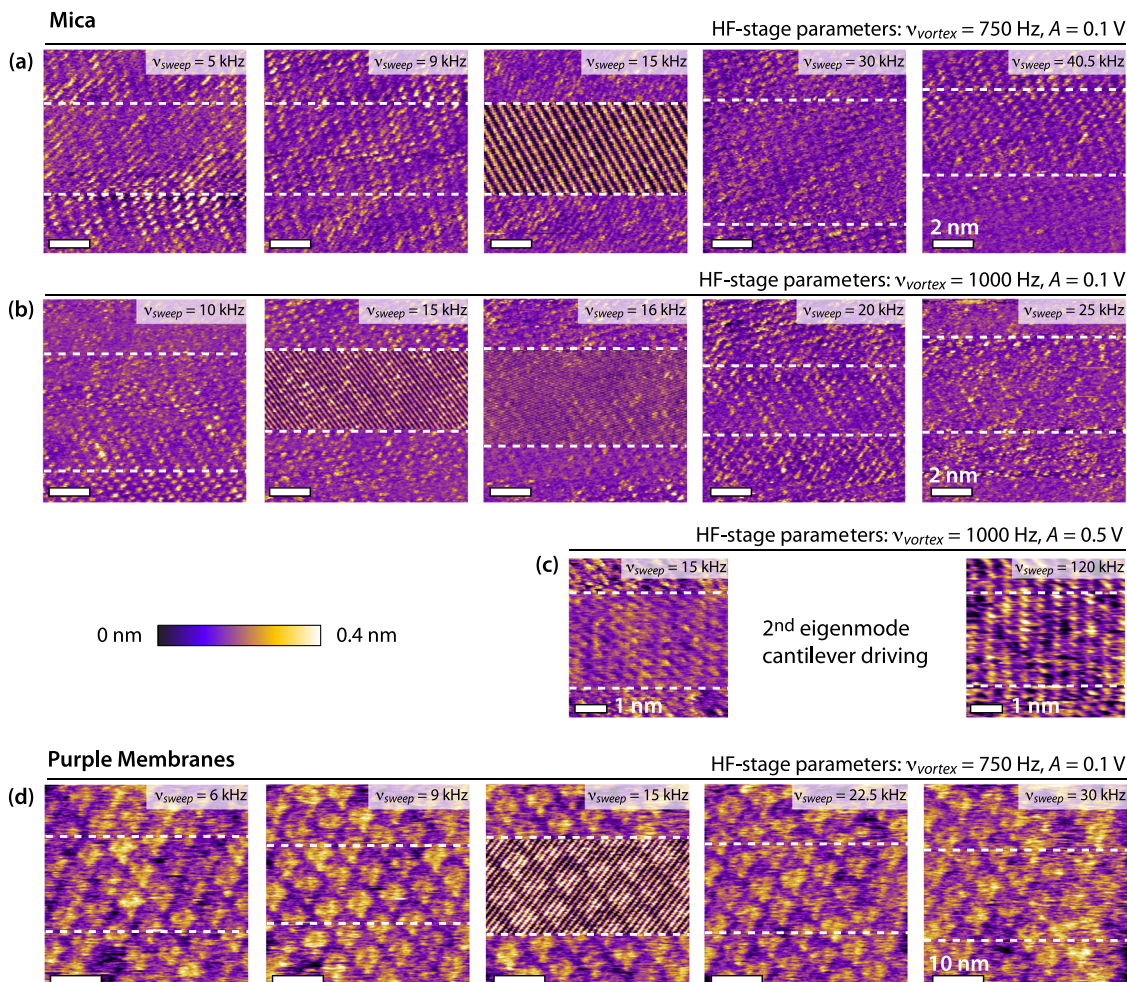 Mica
HF-stage parameters: νvortex = 750 Hz, A = 0.1 V
(a)
νsweep = 5 kHz
νsweep = 9 kHz
νsweep = 15 kHz
νsweep = 30 kHz
νsweep = 40.5 kHz
2 nm
HF-stage parameters: νvortex = 1000 Hz, A = 0.1 V
(b)
νsweep = 10 kHz
νsweep = 15 kHz
νsweep = 16 kHz
νsweep = 20 kHz
νsweep = 25 kHz
2 nm
HF-stage parameters: νvortex = 1000 Hz, A = 0.5 V
(c)
νsweep = 15 kHz
νsweep = 120 kHz
0 nm
0.4 nm
2nd eigenmode
cantilever driving
1 nm
1 nm
Purple Membranes
HF-stage parameters: νvortex = 750 Hz, A = 0.1 V
(d)
νsweep = 6 kHz
νsweep = 9 kHz
νsweep = 15 kHz
νsweep = 22.5 kHz
νsweep = 30 kHz
10 nm